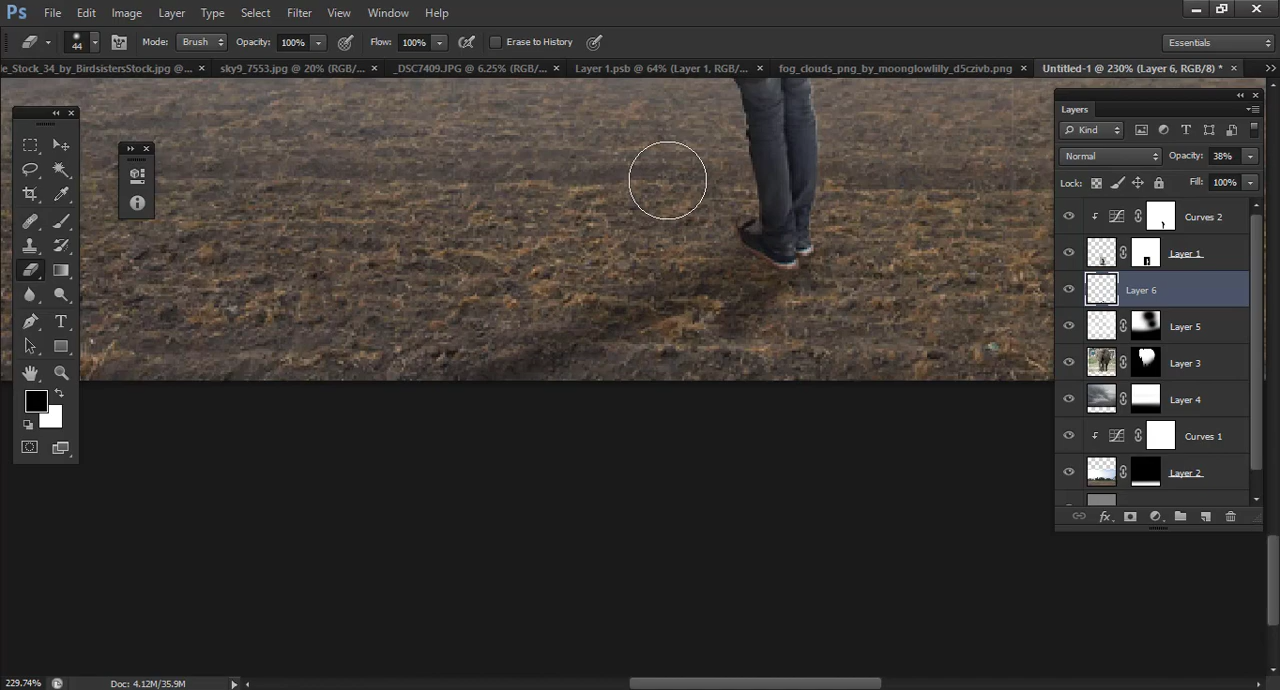 Ps File Edit Image Layer Type Select Filter View Window Help
44 Mode: Brush Opacity: 100% Flow: 100% Erase to History Essentials
ie_Stock_34_by_BirdsistersStock.jpg @... × sky9_7553.jpg @ 20% (RGB/... × _DSC7409.JPG @ 6.25% (RGB/... × Layer 1.psb @ 64% (Layer 1, RGB/... × fog_clouds_png_by_moonglowlilly_d5czivb.png × Untitled-1 @ 230% (Layer 6, RGB/8) * ×
Layers
Kind
Normal Opacity: 38%
Lock: Fill: 100%
Curves 2
Layer 1
Layer 6
Layer 5
Layer 3
Layer 4
Curves 1
Layer 2
fx
229.74% Doc: 4.12M/35.9M